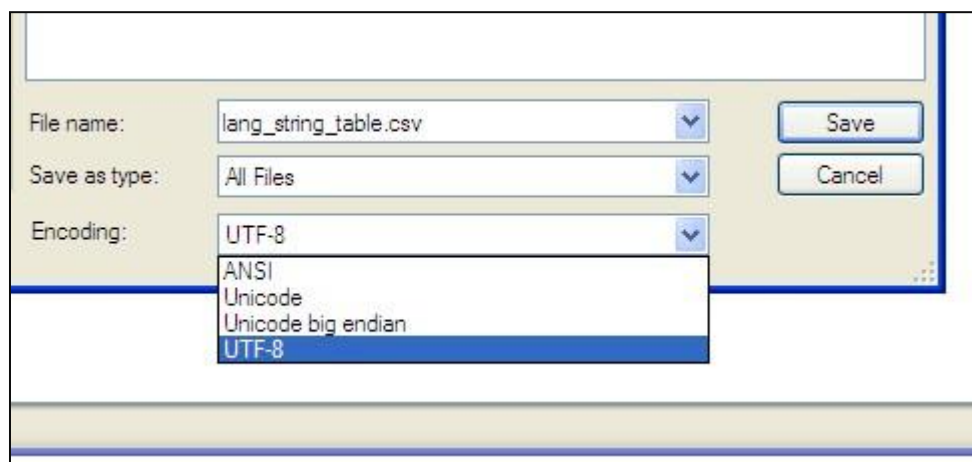 File name:
lang_string_table.csv
Save
Save as type:
All Files
Cancel
Encoding:
UTF-8
ANSI
Unicode
Unicode big endian
UTF-8